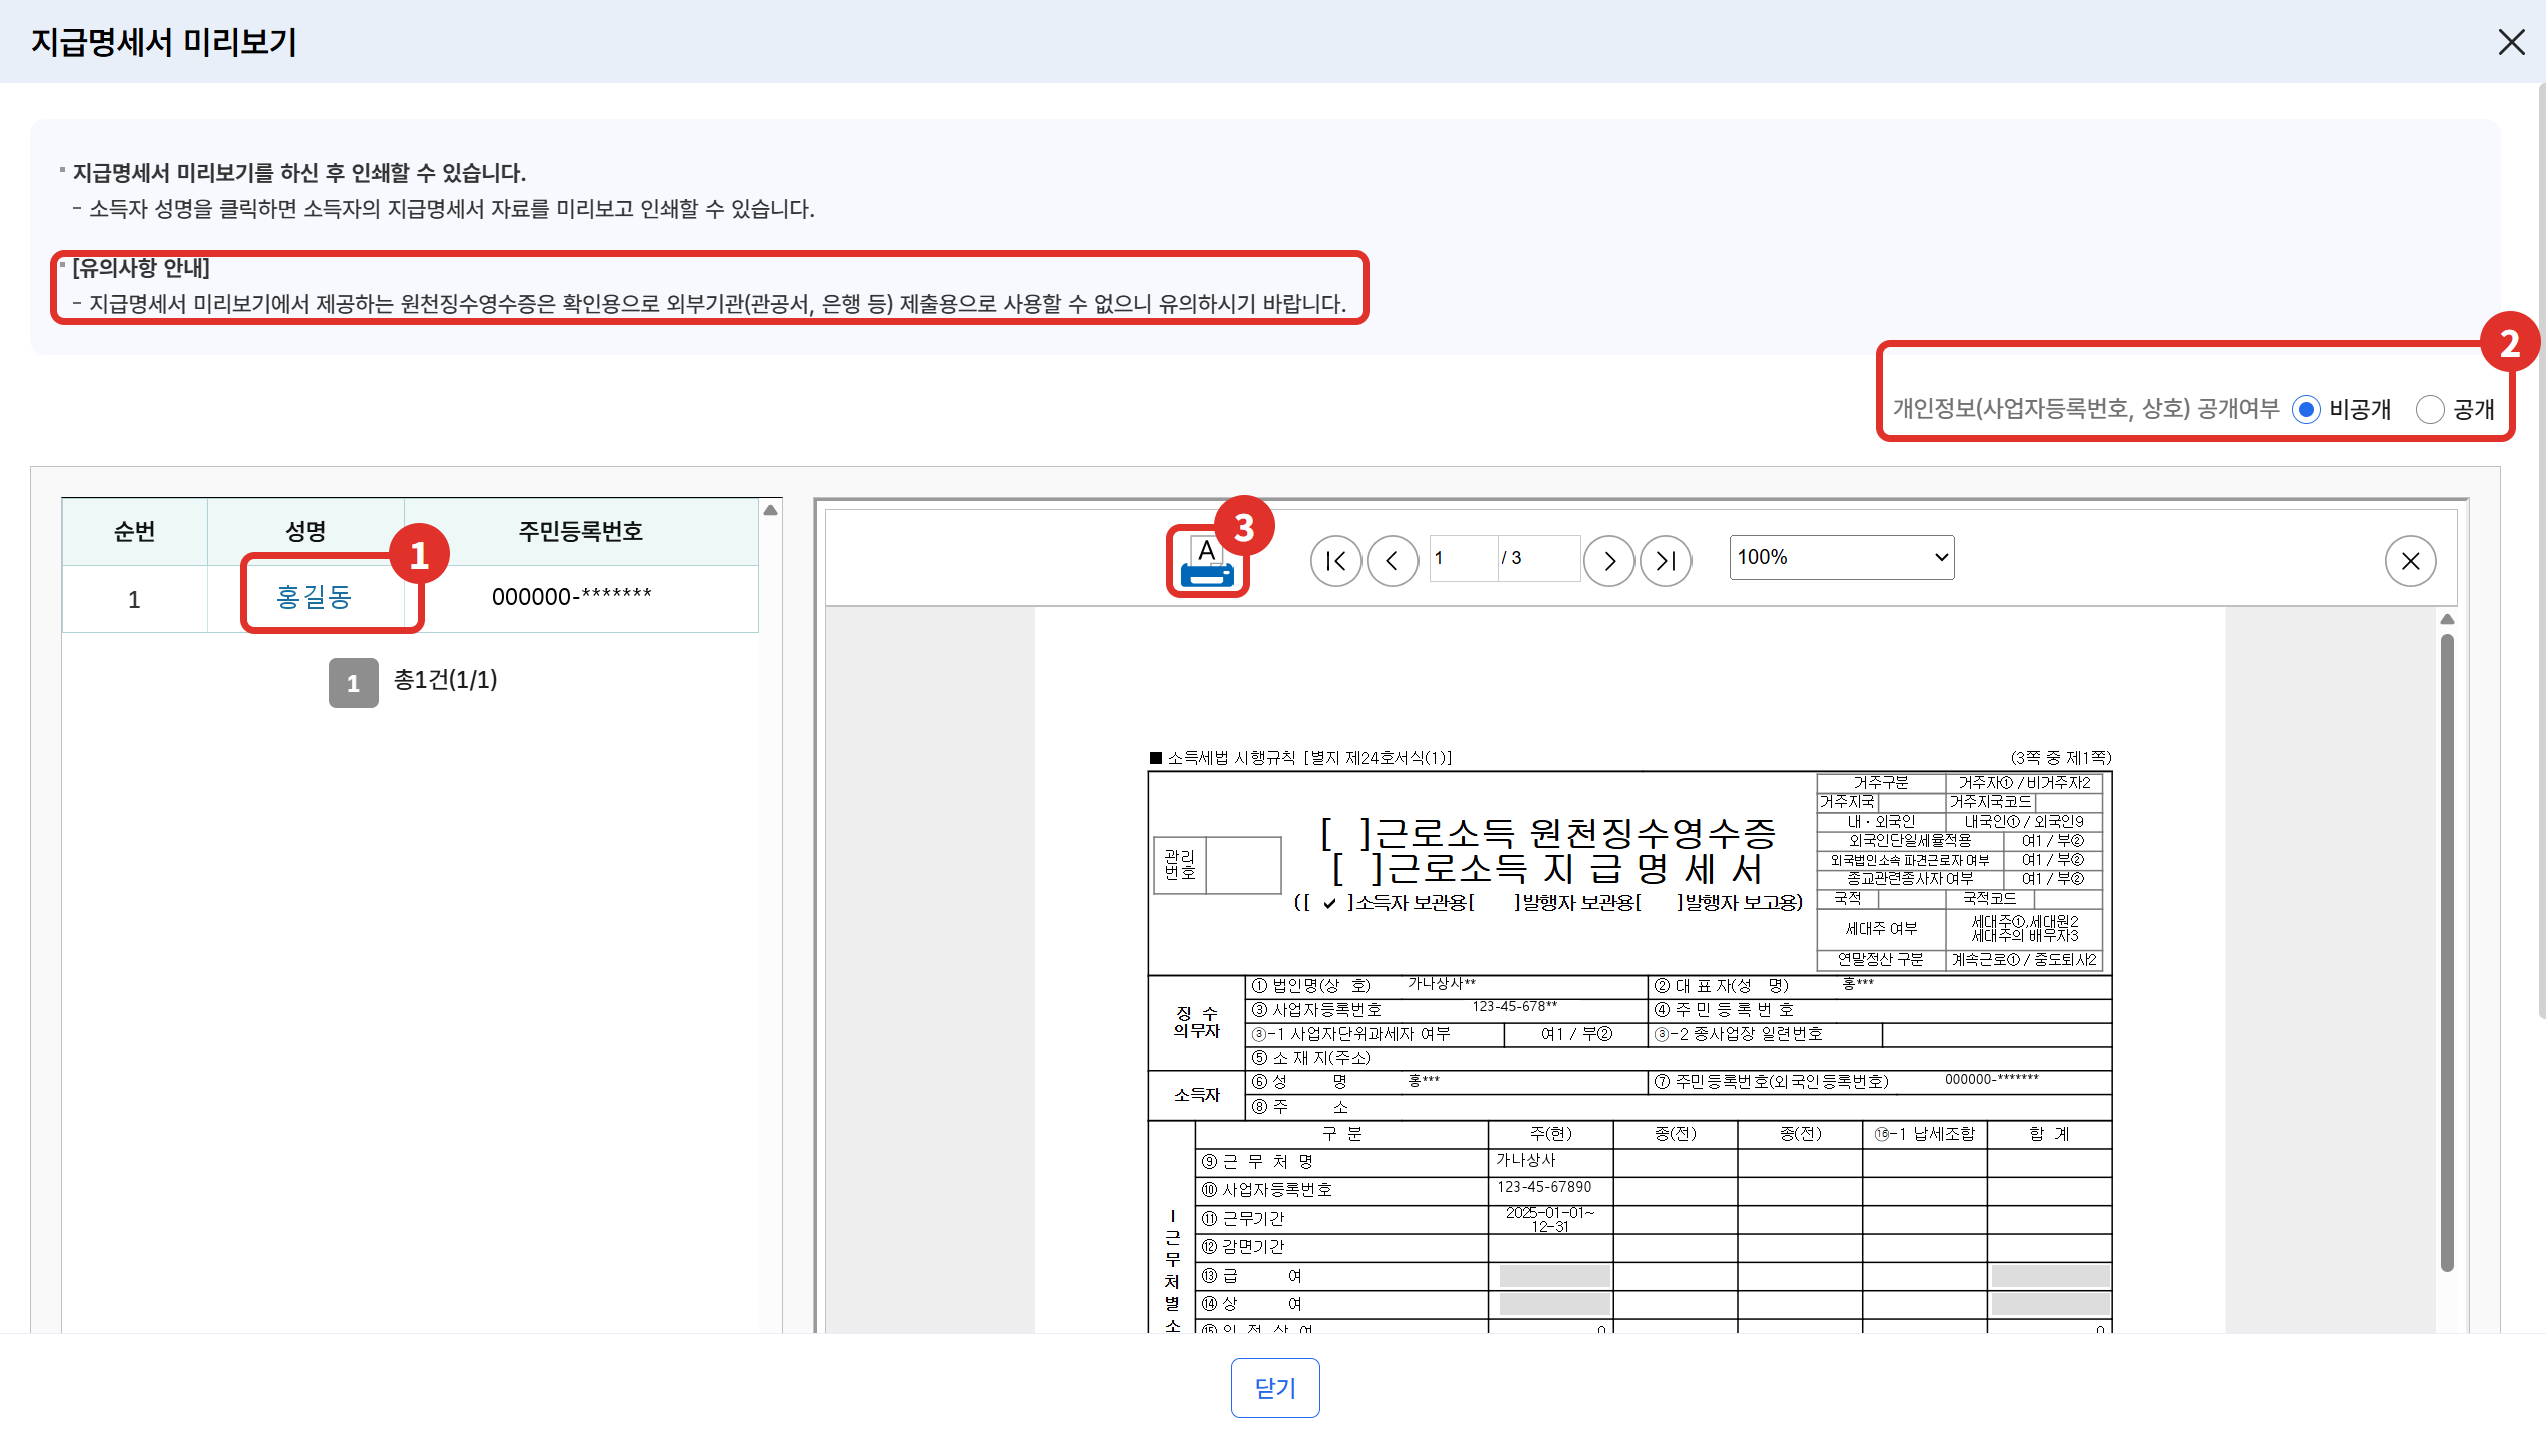 지급명세서 미리보기
지급명세서 미리보기를 하신 후 인쇄할 수 있습니다.
- 소득자 성명을 클릭하면 소득자의 지급명세서 자료를 미리보고 인쇄할 수 있습니다.
[유의사항 안내]
- 지급명세서 미리보기에서 제공하는 원천징수영수증은 확인용으로 외부기관(관공서, 은행 등) 제출용으로 사용할 수 없으니 유의하시기 바랍니다.
2
개인정보(사업자등록번호, 상호) 공개여부 비공개 공개
순번 성명 주민등록번호
1
1 홍길동 000000-*******
1 총1건(1/1)
3
A
1 / 3 100%
■ 소득세법 시행규칙 [별지 제24호서식(1)] (3쪽 중 제1쪽)
관리
번호
[ ]근로소득 원천징수영수증
[ ]근로소득 지 급 명 세 서
([ ✔ ]소득자 보관용[ ]발행자 보관용[ ]발행자 보고용)
거주구분 거주자① / 비거주자2
거주지국 거주지국코드
내 · 외국인 내국인① / 외국인9
외국인단일세율적용 여1 / 부②
외국법인소속 파견근로자 여부 여1 / 부②
종교관련종사자 여부 여1 / 부②
국적 국적코드
세대주 여부 세대주①,세대원2
세대주의 배우자3
연말정산 구분 계속근로① / 중도퇴사2
징 수
의무자
① 법인명(상 호) 가나상사** ② 대 표 자(성 명) 홍***
③ 사업자등록번호 123-45-678** ④ 주 민 등 록 번 호
③-1 사업자단위과세자 여부 여1 / 부② ③-2 종사업장 일련번호
⑤ 소 재 지(주소)
소득자
⑥ 성 명 홍*** ⑦ 주민등록번호(외국인등록번호) 000000-*******
⑧ 주 소
구 분 주(현) 종(전) 종(전) ⑯-1 납세조합 합 계
Ⅰ
근
무
처
별
소
⑨ 근 무 처 명 가나상사
⑩ 사업자등록번호 123-45-67890
⑪ 근무기간 2025-01-01~
12-31
⑫ 감면기간
⑬ 급 여
⑭ 상 여
⑮ 인 정 상 여 0 0
닫기